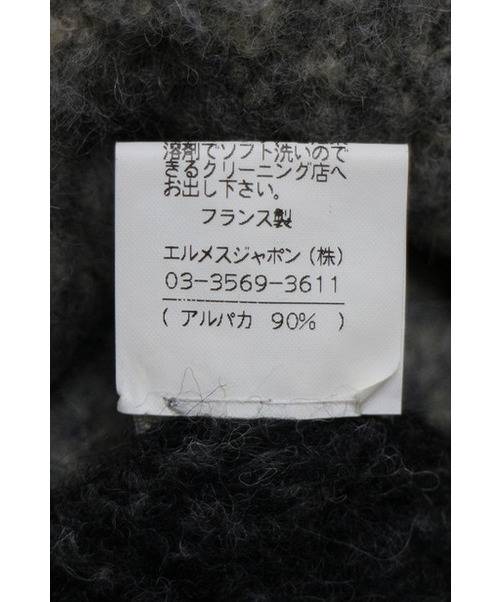 溶剤でソフト洗いので
きるクリーニング店へ
お出し下さい。
フランス製
エルメスジャポン（株）
03-3569-3611
( アルパカ 90% )